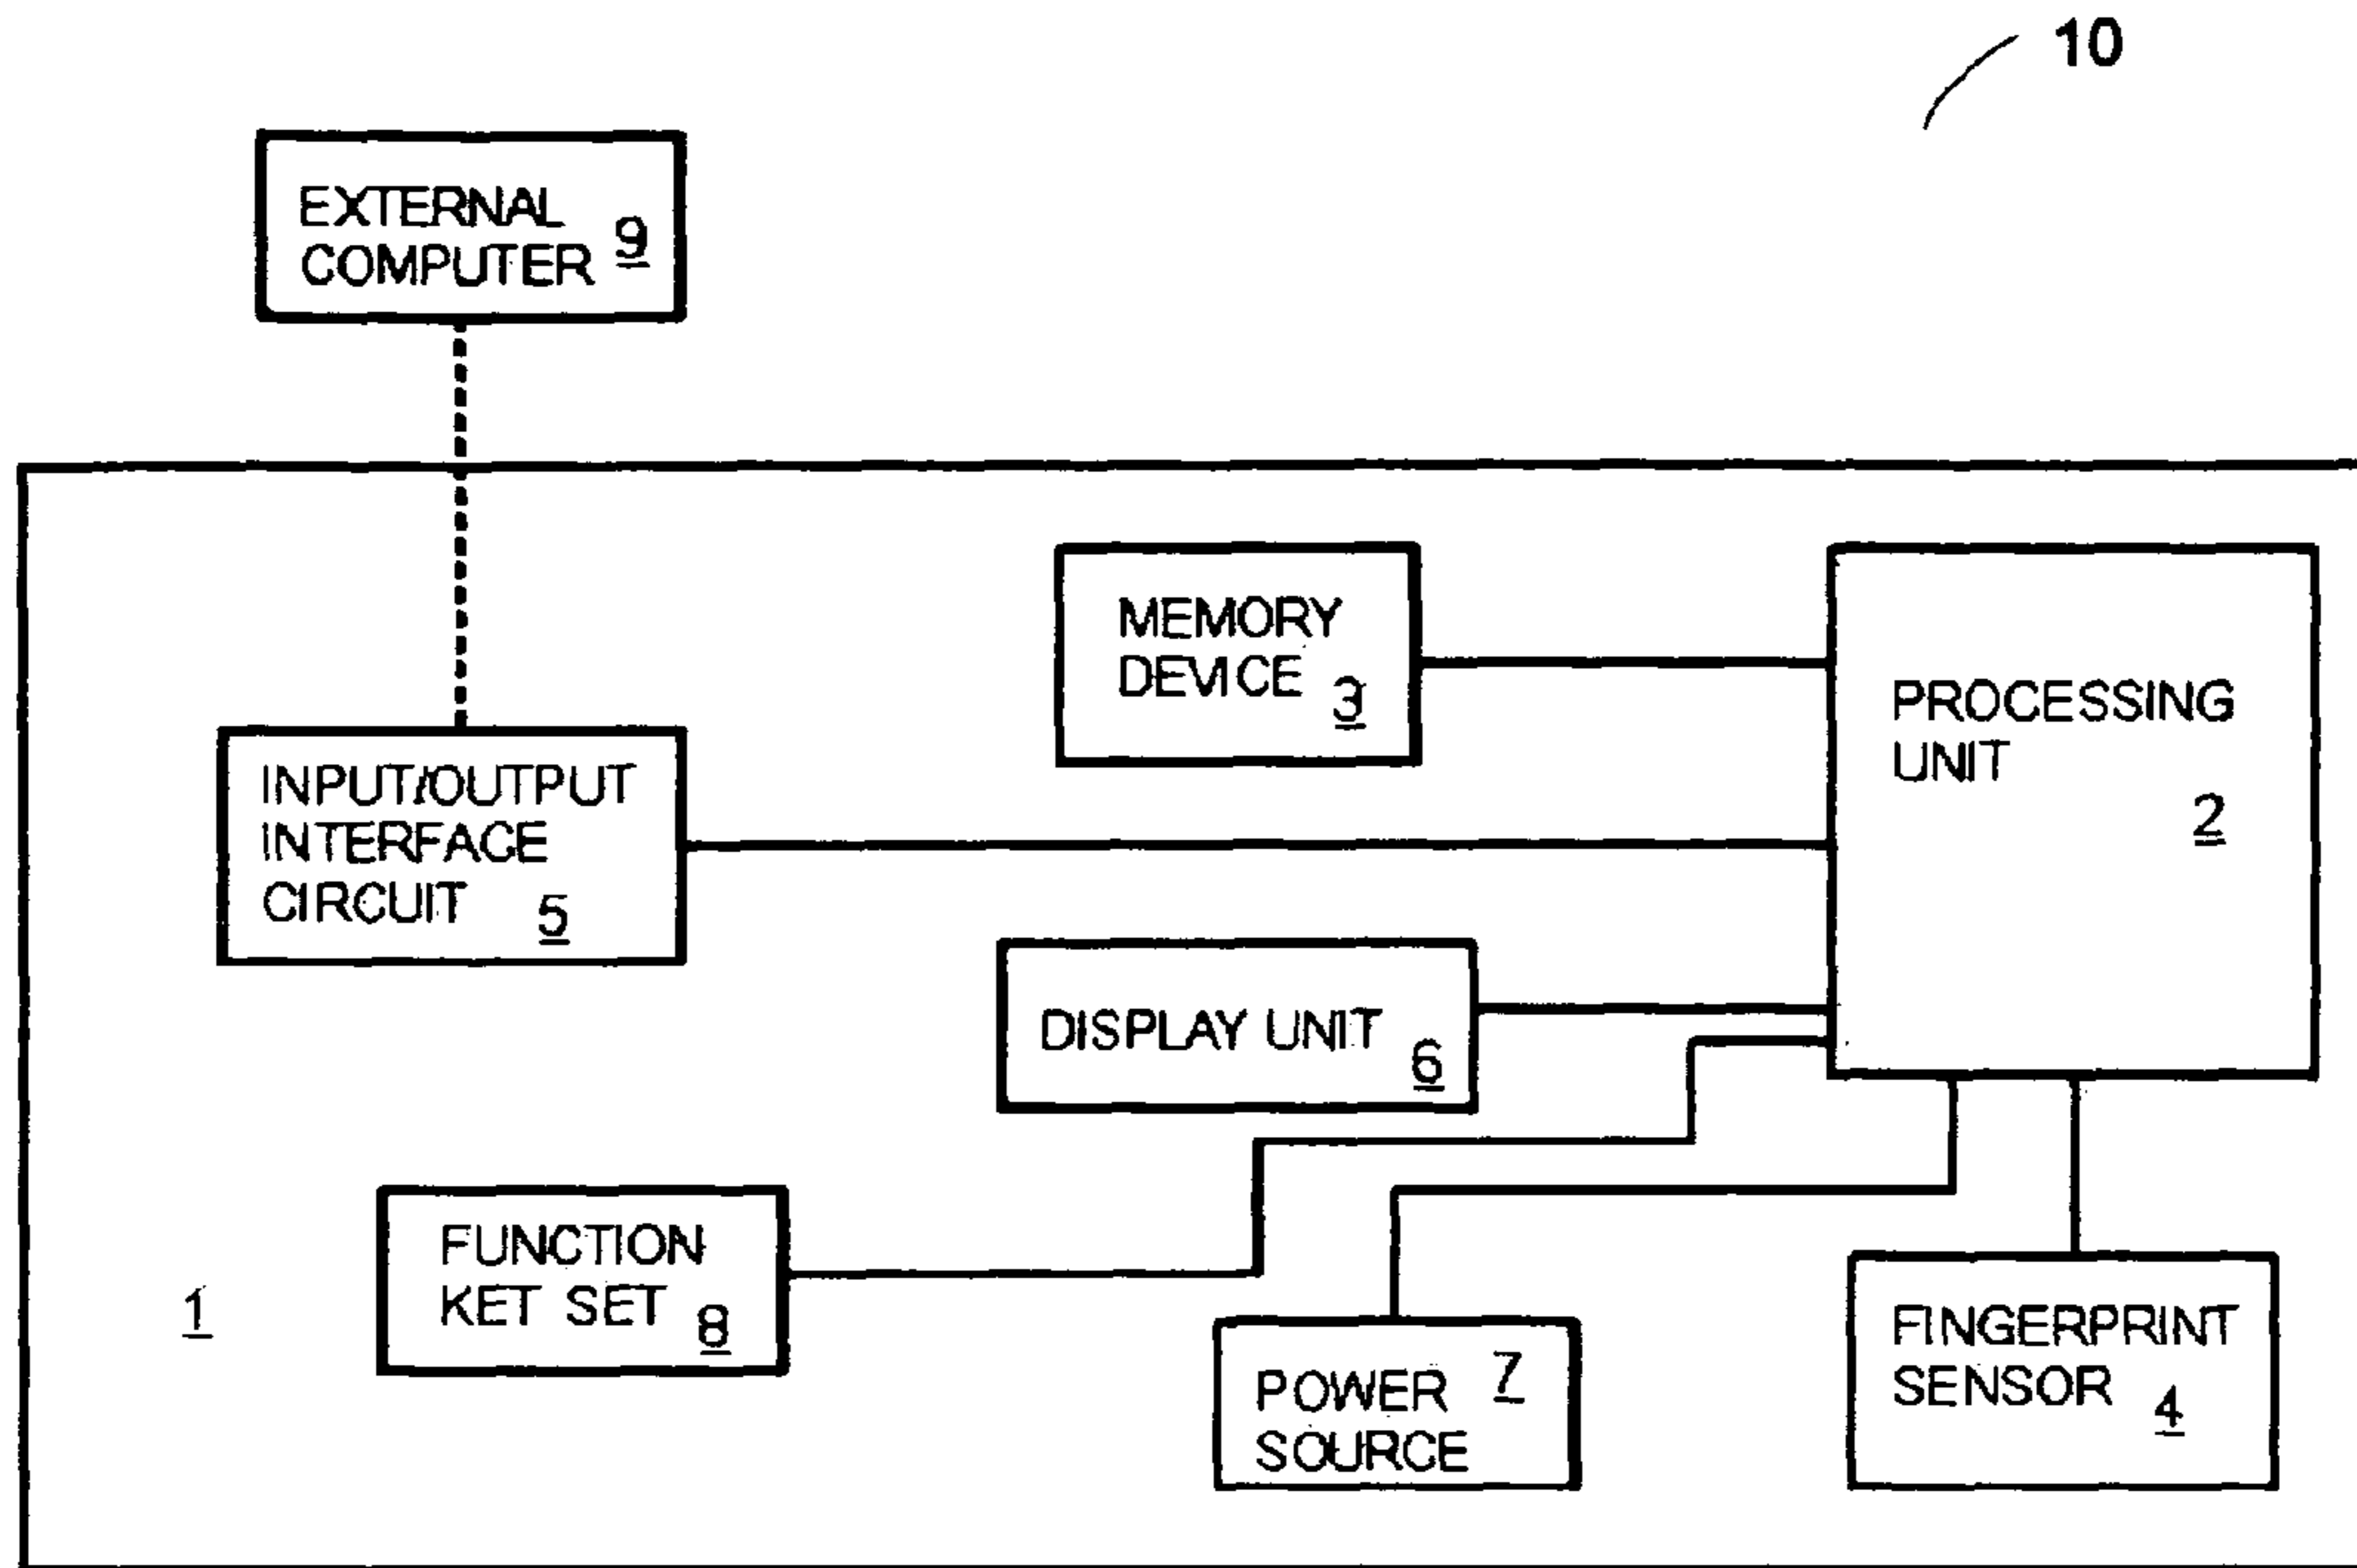 10
EXTERNAL
COMPUTER 9
MEMORY
DEVICE 3
PROCESSING
UNIT
2
INPUT/OUTPUT
INTERFACE
CIRCUIT 5
DISPLAY UNIT 6
FUNCTION
KET SET 8
1
POWER 7
SOURCE
FINGERPRINT
SENSOR 4